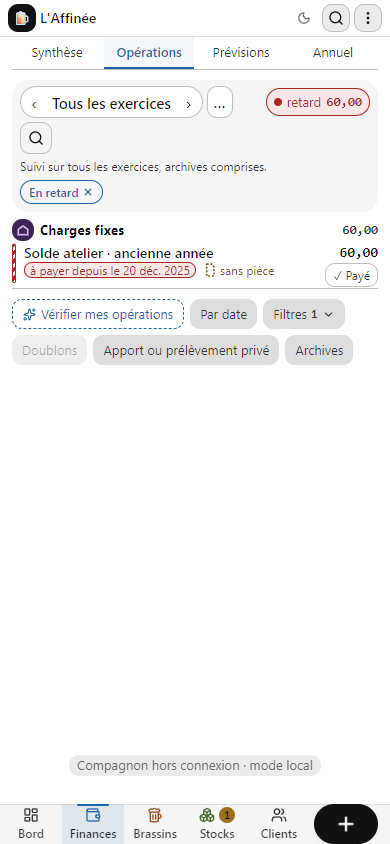 L'Affinée
Synthèse Opérations Prévisions Annuel
‹ Tous les exercices › ... retard 60,00
Suivi sur tous les exercices, archives comprises.
En retard ✕
Charges fixes 60,00
Solde atelier · ancienne année 60,00
à payer depuis le 20 déc. 2025 sans pièce ✓ Payé
Vérifier mes opérations Par date Filtres 1
Doublons Apport ou prélèvement privé Archives
Compagnon hors connexion · mode local
1
Bord Finances Brassins Stocks Clients +